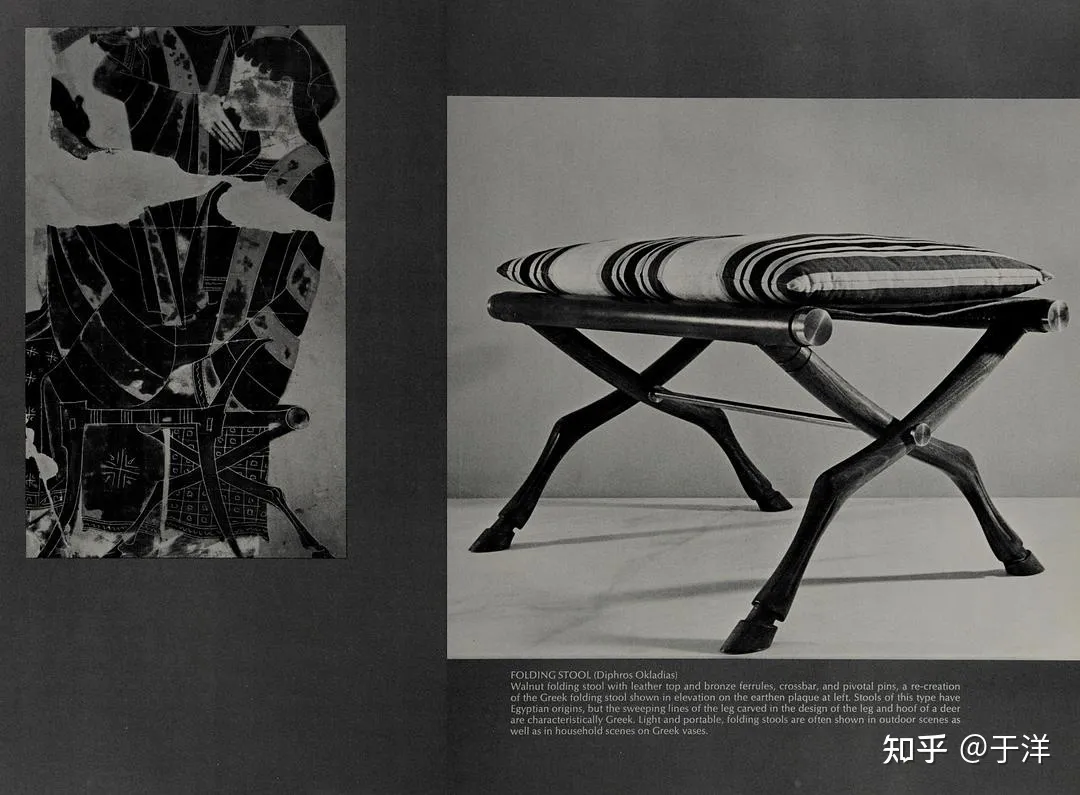 FOLDING STOOL (Diphros Okladias)
Walnut folding stool with leather top and bronze ferrules, crossbar, and pivotal pins, a re-creation
of the Greek folding stool shown in elevation on the earthen plaque at left. Stools of this type have
Egyptian origins, but the sweeping lines of the leg carved in the design of the leg and hoof of a deer
are characteristically Greek. Light and portable, folding stools are often shown in outdoor scenes as
well as in household scenes on Greek vases.
知乎 @于洋